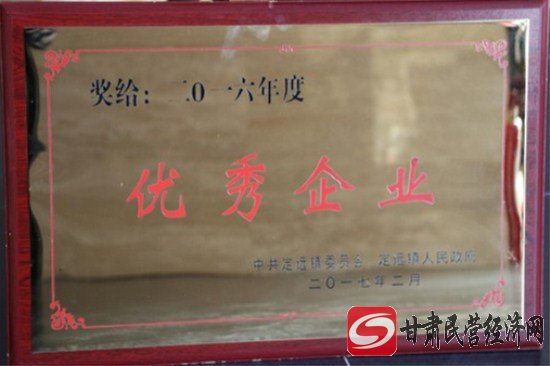 奖给：二0一六年度
优秀企业
中共定远镇委员会 定远镇人民政府
二0一七年二月
甘肃民营经济网